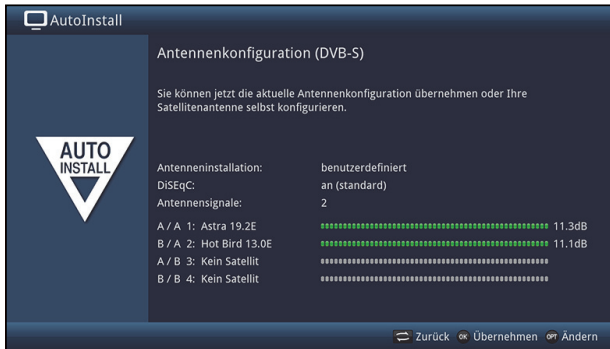 AutoInstall
Antennenkonfiguration (DVB-S)
Sie können jetzt die aktuelle Antennenkonfiguration übernehmen oder Ihre
Satellitenantenne selbst konfigurieren.
AUTO
INSTALL
Antenneninstallation: benutzerdefiniert
DiSEqC: an (standard)
Antennensignale: 2
A / A 1: Astra 19.2E 11.3dB
B / A 2: Hot Bird 13.0E 11.1dB
A / B 3: Kein Satellit
B / B 4: Kein Satellit
Zurück OK Übernehmen OPT Ändern